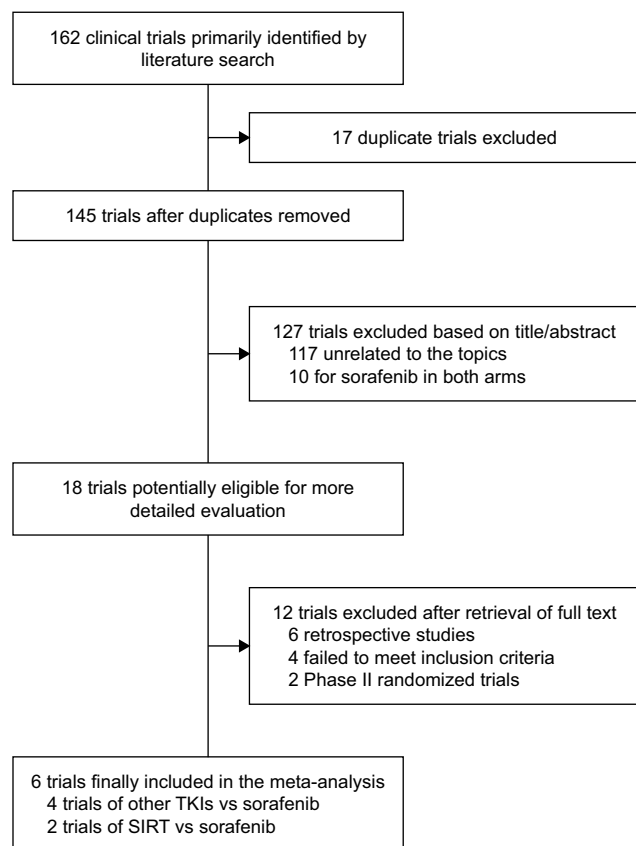 162 clinical trials primarily identified by
literature search
17 duplicate trials excluded
145 trials after duplicates removed
127 trials excluded based on title/abstract
117 unrelated to the topics
10 for sorafenib in both arms
18 trials potentially eligible for more
detailed evaluation
12 trials excluded after retrieval of full text
6 retrospective studies
4 failed to meet inclusion criteria
2 Phase II randomized trials
6 trials finally included in the meta-analysis
4 trials of other TKIs vs sorafenib
2 trials of SIRT vs sorafenib